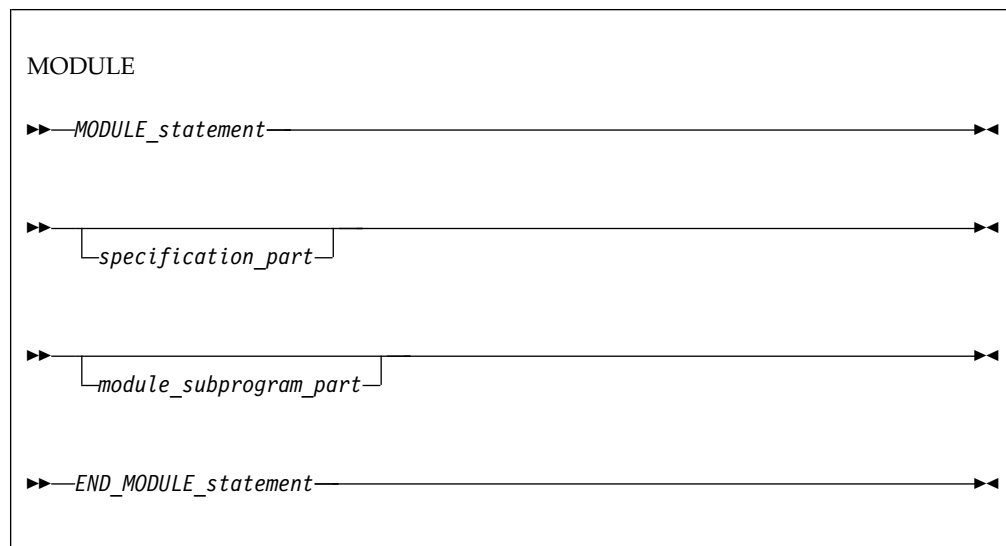 MODULE
MODULE_statement
specification_part
module_subprogram_part
END_MODULE_statement